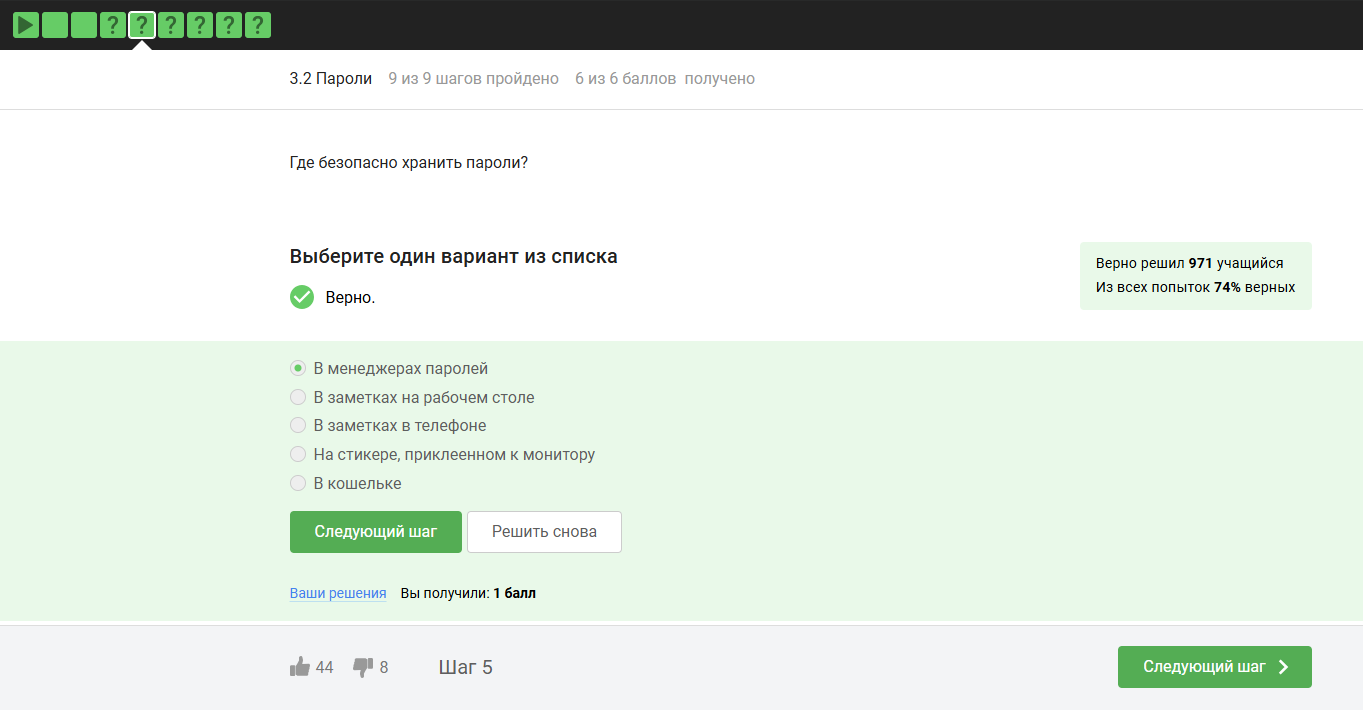 ? ? ? ? ? ?
3.2 Пароли 9 из 9 шагов пройдено 6 из 6 баллов получено
Где безопасно хранить пароли?
Выберите один вариант из списка
Верно.
Верно решил 971 учащийся
Из всех попыток 74% верных
В менеджерах паролей
В заметках на рабочем столе
В заметках в телефоне
На стикере, приклеенном к монитору
В кошельке
Следующий шаг Решить снова
Ваши решения Вы получили: 1 балл
44 8 Шаг 5 Следующий шаг